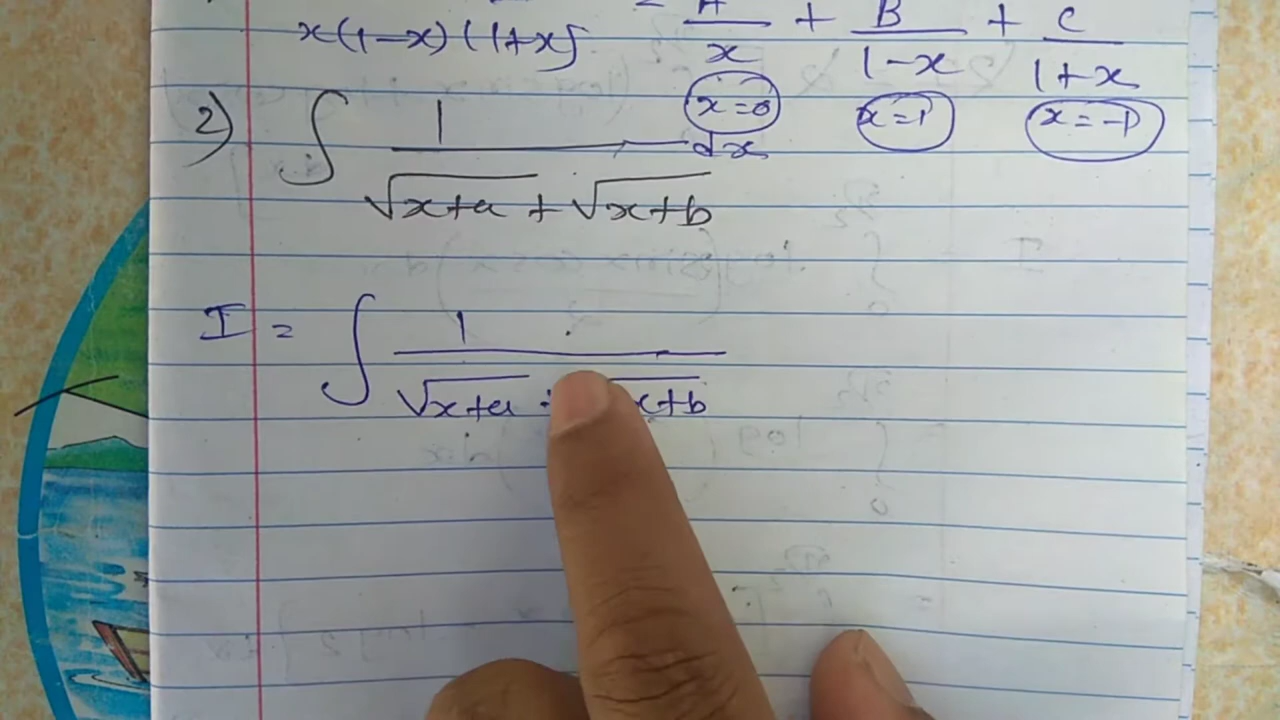 x(1-x)(1+x) = A/x + B/1-x + C/1+x
x=0 x=1 x=-1
2) ∫ 1/√x+a + √x+b dx
I = ∫ 1/√x+a + x+b